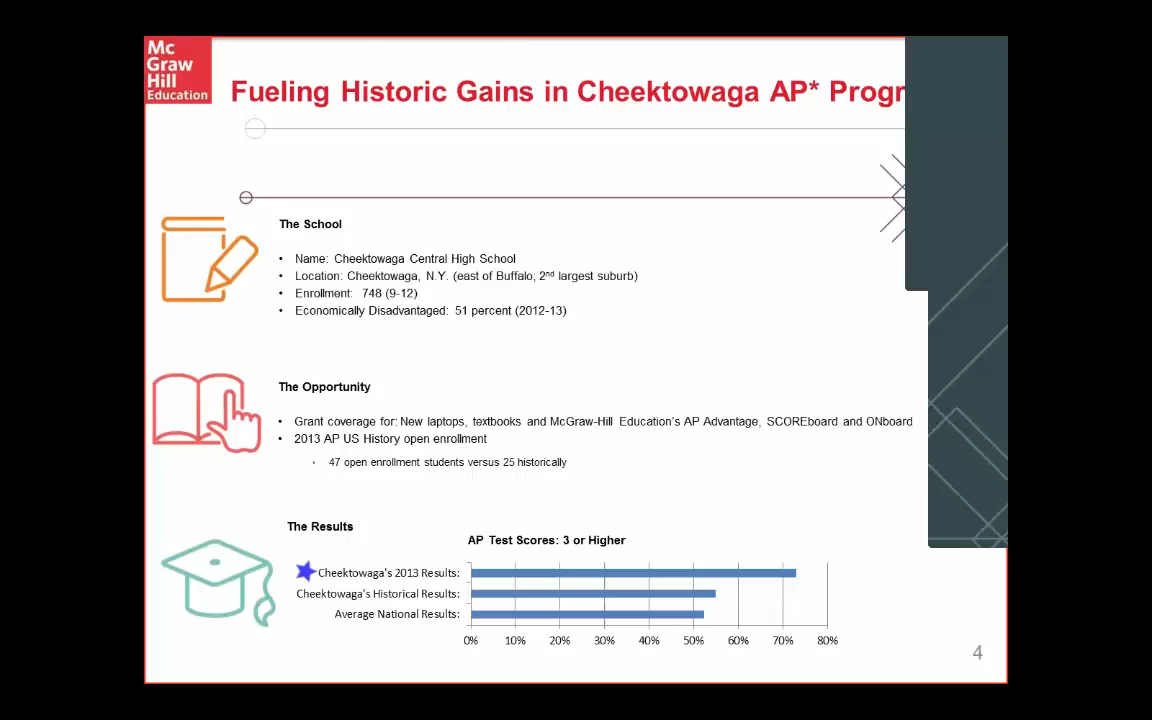 Mc
Graw
Hill
Education
Fueling Historic Gains in Cheektowaga AP* Progr
The School
• Name: Cheektowaga Central High School
• Location: Cheektowaga, N.Y. (east of Buffalo; 2nd largest suburb)
• Enrollment: 748 (9-12)
• Economically Disadvantaged: 51 percent (2012-13)
The Opportunity
• Grant coverage for: New laptops, textbooks and McGraw-Hill Education's AP Advantage, SCOREboard and ONboard
• 2013 AP US History open enrollment
• 47 open enrollment students versus 25 historically
The Results
AP Test Scores: 3 or Higher
Cheektowaga's 2013 Results:
Cheektowaga's Historical Results:
Average National Results:
0% 10% 20% 30% 40% 50% 60% 70% 80%
4